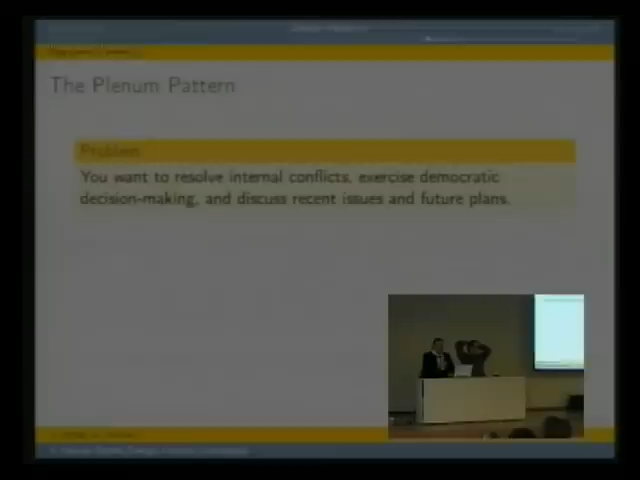 The Plenum Pattern
Problem
You want to resolve internal conflicts, exercise democratic
decision-making, and discuss recent issues and future plans.